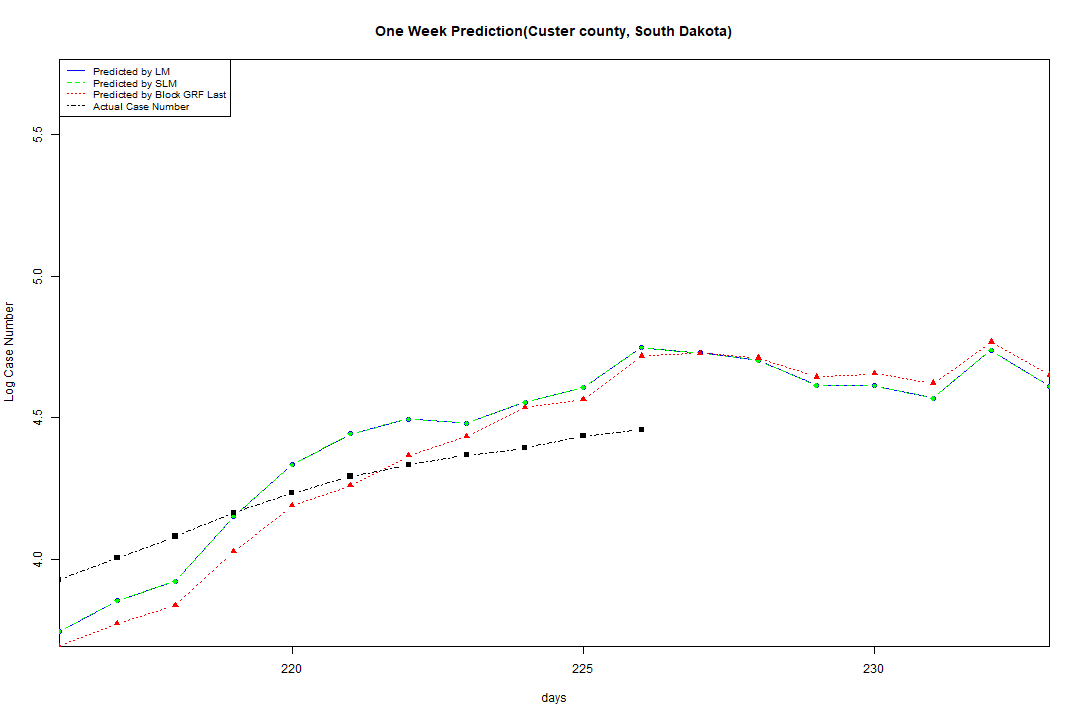 One Week Prediction(Custer county, South Dakota)
Predicted by LM
Predicted by SLM
Predicted by Block GRF Last
Actual Case Number
5.5
5.0
4.5
4.0
Log Case Number
220 225 230
days